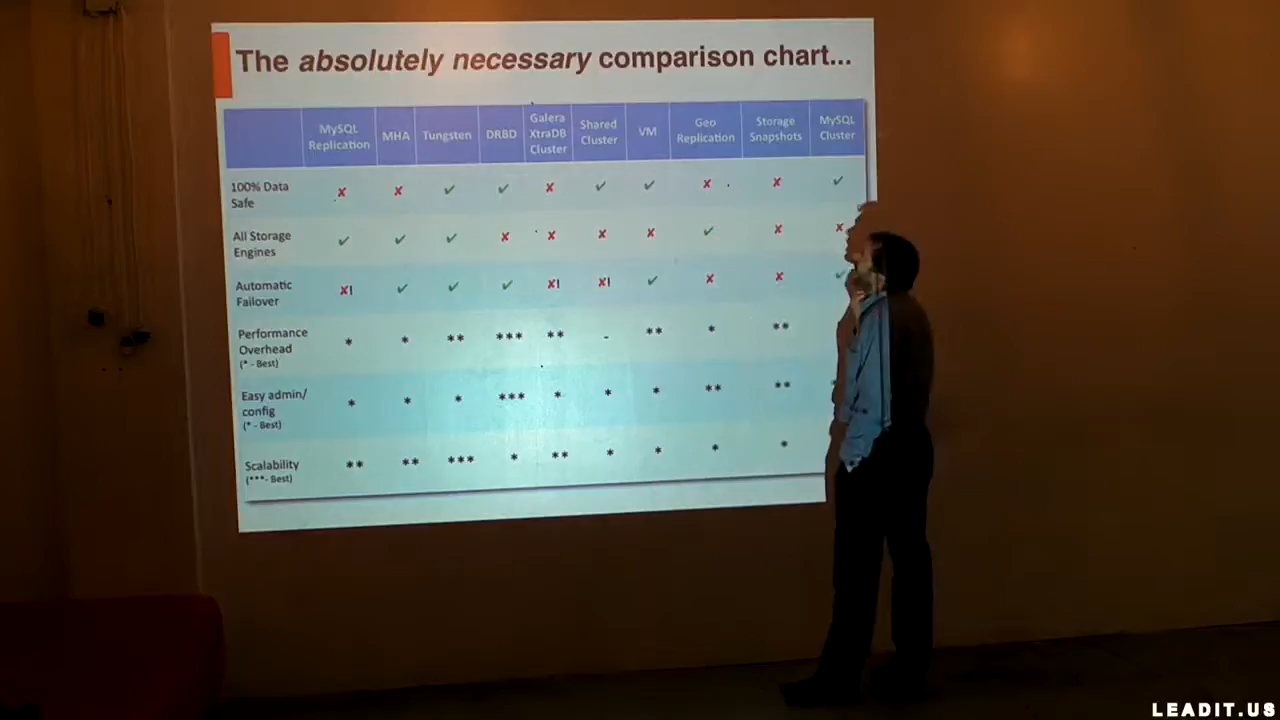 The absolutely necessary comparison chart...
MySQL Replication MHA Tungsten DRBD Galera XtraDB Cluster Shared Cluster VM Geo Replication Storage Snapshots MySQL Cluster
100% Data Safe ✘ ✘ ✔ ✔ ✘ ✔ ✔ ✘ ✘ ✔
All Storage Engines ✔ ✔ ✔ ✘ ✘ ✘ ✘ ✔ ✘ ✘
Automatic Failover ✘! ✔ ✔ ✔ ✘! ✘! ✔ ✘ ✘ ✔
Performance Overhead (* - Best) * * ** *** ** - ** * **
Easy admin/ config (* - Best) * * * *** * * * ** **
Scalability (***- Best) ** ** *** * ** * * * *
LEADIT.US